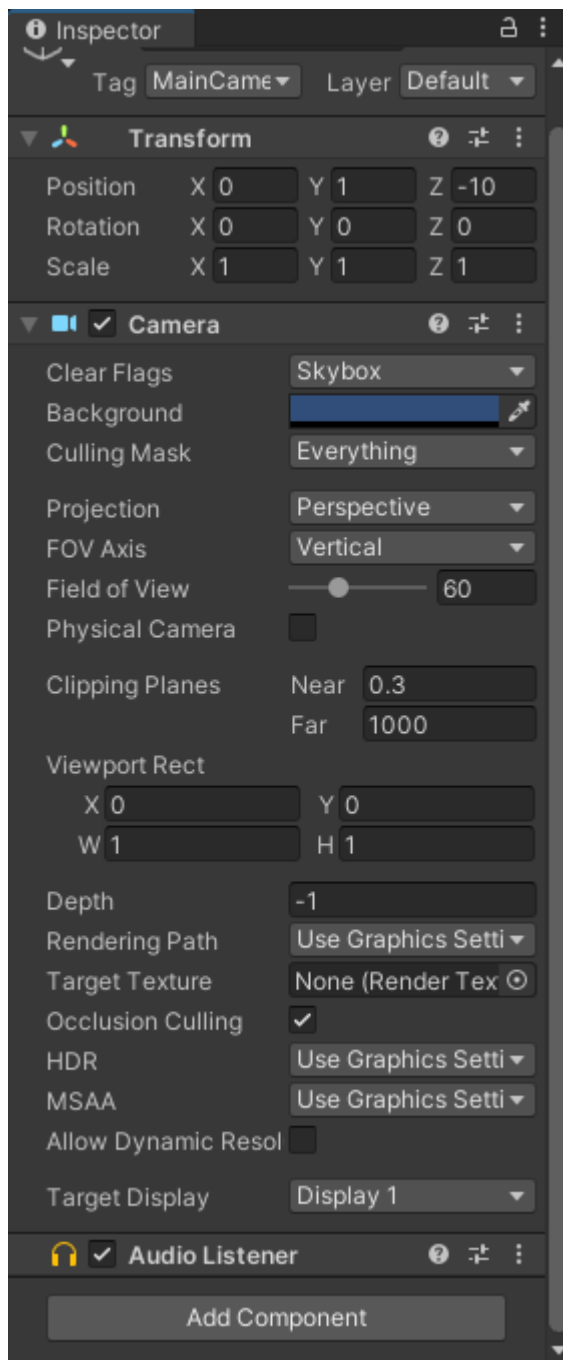 Inspector
Tag MainCame Layer Default
Transform
Position X 0 Y 1 Z -10
Rotation X 0 Y 0 Z 0
Scale X 1 Y 1 Z 1
Camera
Clear Flags Skybox
Background
Culling Mask Everything
Projection Perspective
FOV Axis Vertical
Field of View 60
Physical Camera
Clipping Planes Near 0.3
Far 1000
Viewport Rect
X 0 Y 0
W 1 H 1
Depth -1
Rendering Path Use Graphics Setti
Target Texture None (Render Tex
Occlusion Culling
HDR Use Graphics Setti
MSAA Use Graphics Setti
Allow Dynamic Resol
Target Display Display 1
Audio Listener
Add Component